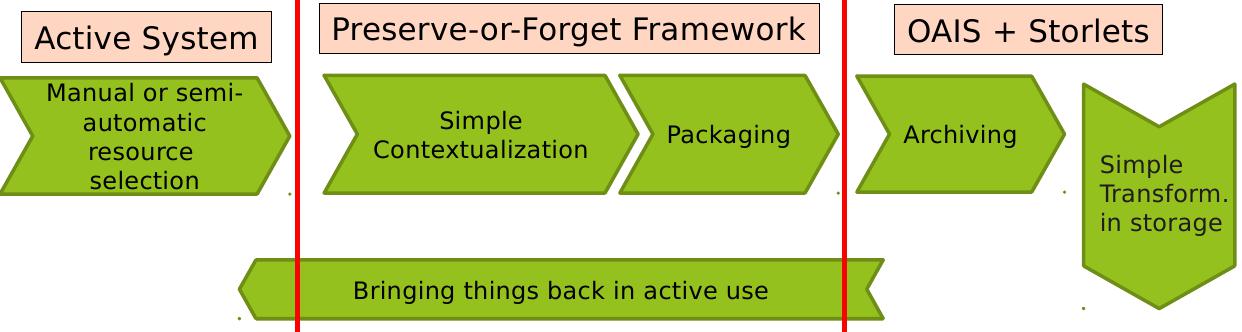 Active System
Preserve-or-Forget Framework
OAIS + Storlets
Manual or semi-
automatic
resource
selection
Simple
Contextualization
Packaging
Archiving
Simple
Transform.
in storage
Bringing things back in active use